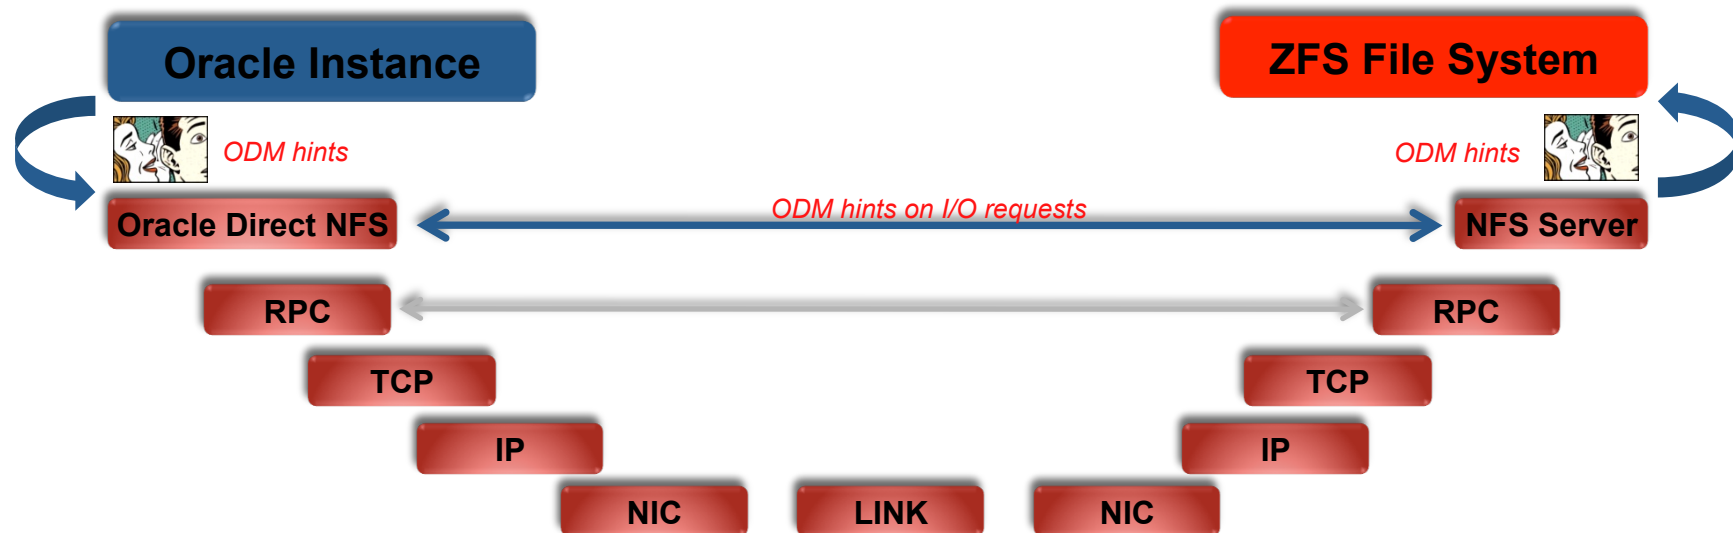 Oracle Instance
ZFS File System
ODM hints
ODM hints
Oracle Direct NFS
ODM hints on I/O requests
NFS Server
RPC
RPC
TCP
TCP
IP
IP
NIC
LINK
NIC